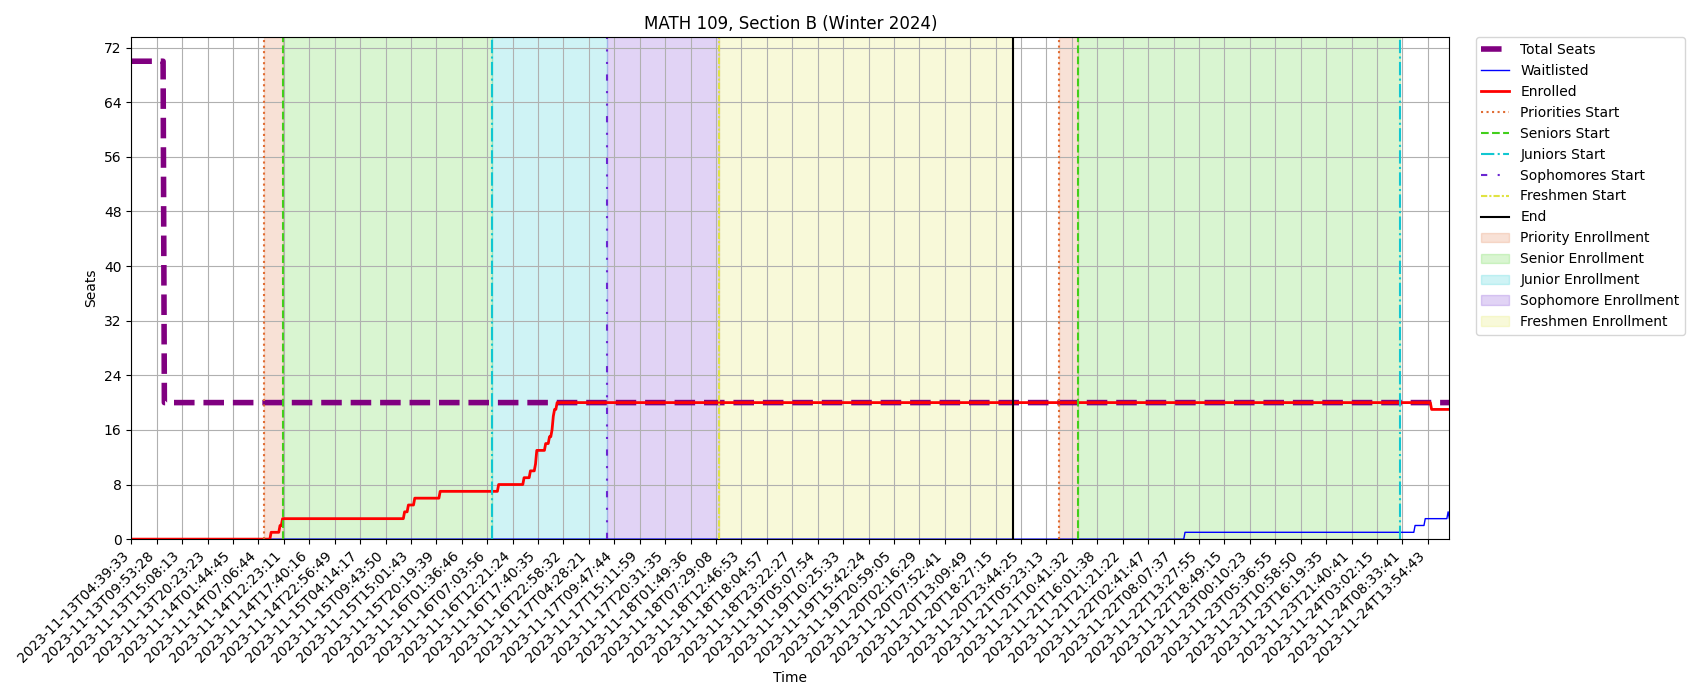 MATH 109, Section B (Winter 2024)
Seats
72
64
56
48
40
32
24
16
8
0
2023-11-13T04:39:33
2023-11-13T09:53:28
2023-11-13T15:08:13
2023-11-13T20:23:23
2023-11-14T01:44:45
2023-11-14T07:06:44
2023-11-14T12:23:11
2023-11-14T17:40:16
2023-11-14T22:56:49
2023-11-15T04:14:17
2023-11-15T09:43:50
2023-11-15T15:01:43
2023-11-15T20:19:39
2023-11-16T01:36:46
2023-11-16T07:03:56
2023-11-16T12:21:24
2023-11-16T17:40:35
2023-11-16T22:58:32
2023-11-17T04:28:21
2023-11-17T09:47:44
2023-11-17T15:11:59
2023-11-17T20:31:35
2023-11-18T01:49:36
2023-11-18T07:29:08
2023-11-18T12:46:53
2023-11-18T18:04:57
2023-11-18T23:22:27
2023-11-19T05:07:54
2023-11-19T10:25:33
2023-11-19T15:42:24
2023-11-19T20:59:05
2023-11-20T02:16:29
2023-11-20T07:52:41
2023-11-20T13:09:49
2023-11-20T18:27:15
2023-11-20T23:44:25
2023-11-21T05:23:13
2023-11-21T10:41:32
2023-11-21T16:01:38
2023-11-21T21:21:22
2023-11-22T02:41:47
2023-11-22T08:07:37
2023-11-22T13:27:55
2023-11-22T18:49:15
2023-11-23T00:10:23
2023-11-23T05:36:55
2023-11-23T10:58:50
2023-11-23T16:19:35
2023-11-23T21:40:41
2023-11-24T03:02:15
2023-11-24T08:33:41
2023-11-24T13:54:43
Time
Total Seats
Waitlisted
Enrolled
Priorities Start
Seniors Start
Juniors Start
Sophomores Start
Freshmen Start
End
Priority Enrollment
Senior Enrollment
Junior Enrollment
Sophomore Enrollment
Freshmen Enrollment